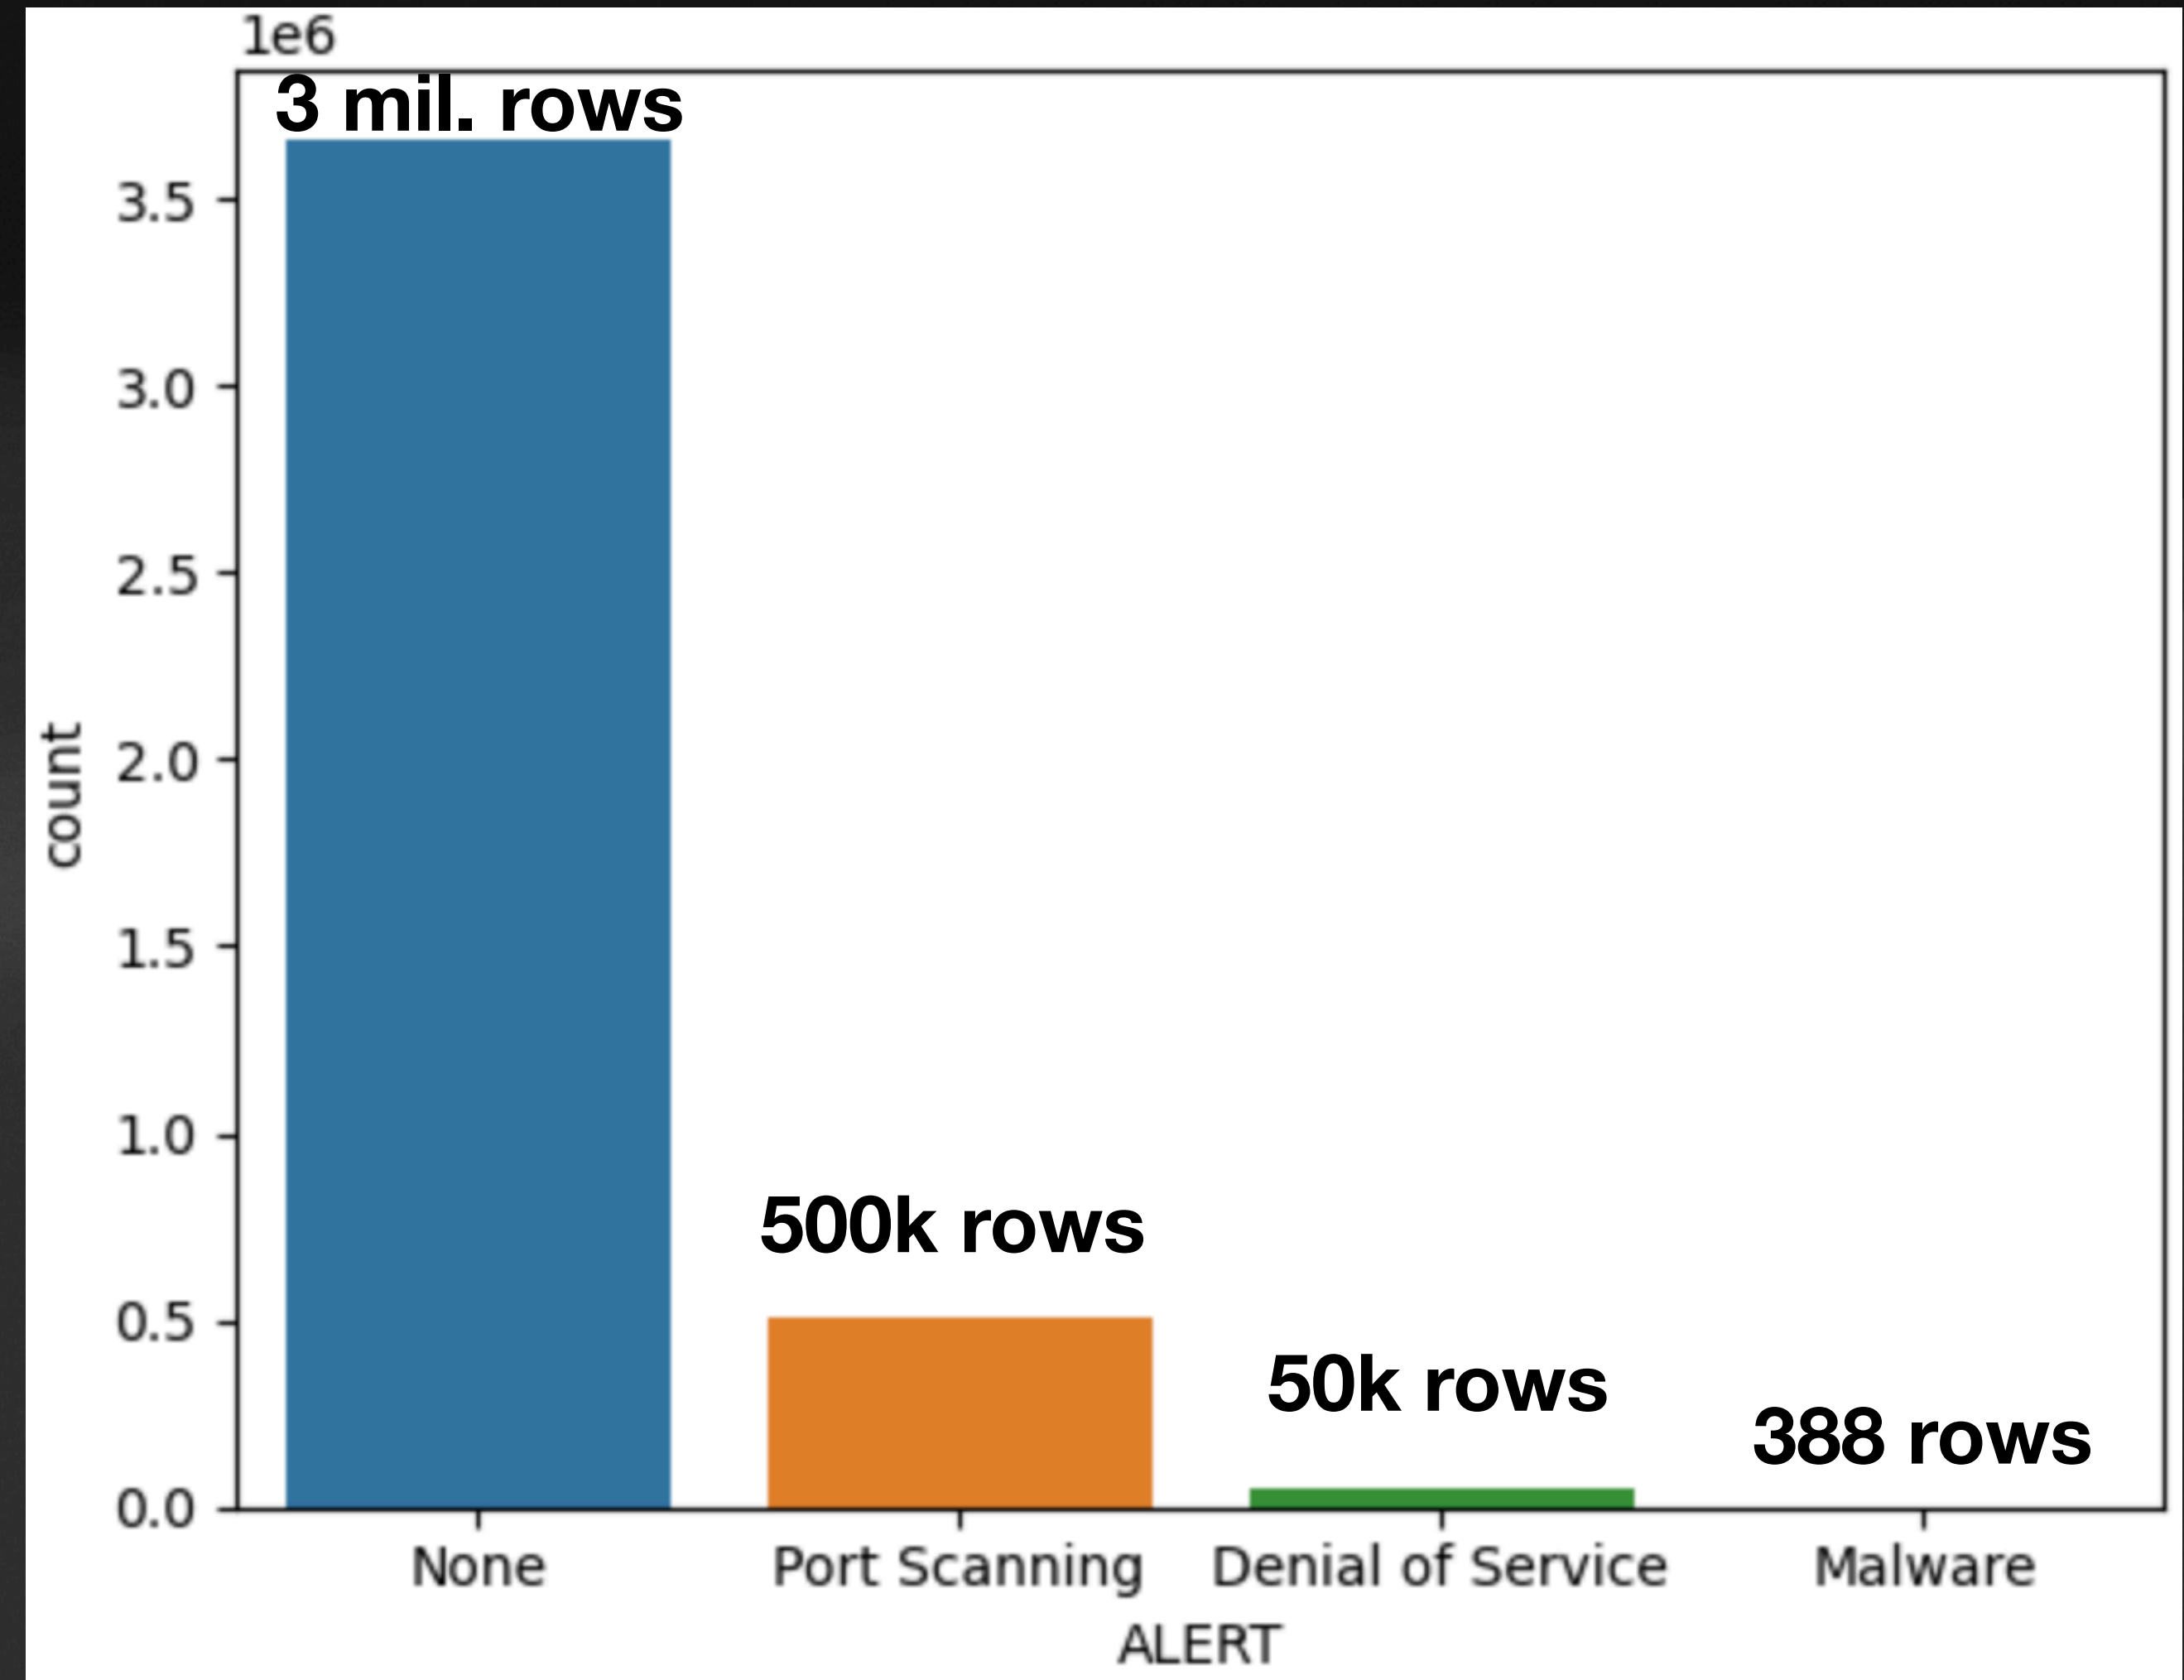 1e6
3 mil. rows
3.5
3.0
2.5
2.0
1.5
1.0
0.5
0.0
count
500k rows
50k rows
388 rows
None
Port Scanning
Denial of Service
Malware
ALERT